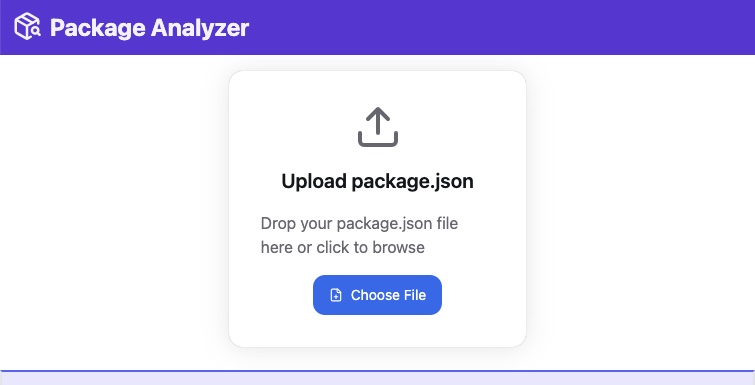 Package Analyzer
Upload package.json
Drop your package.json file
here or click to browse
Choose File